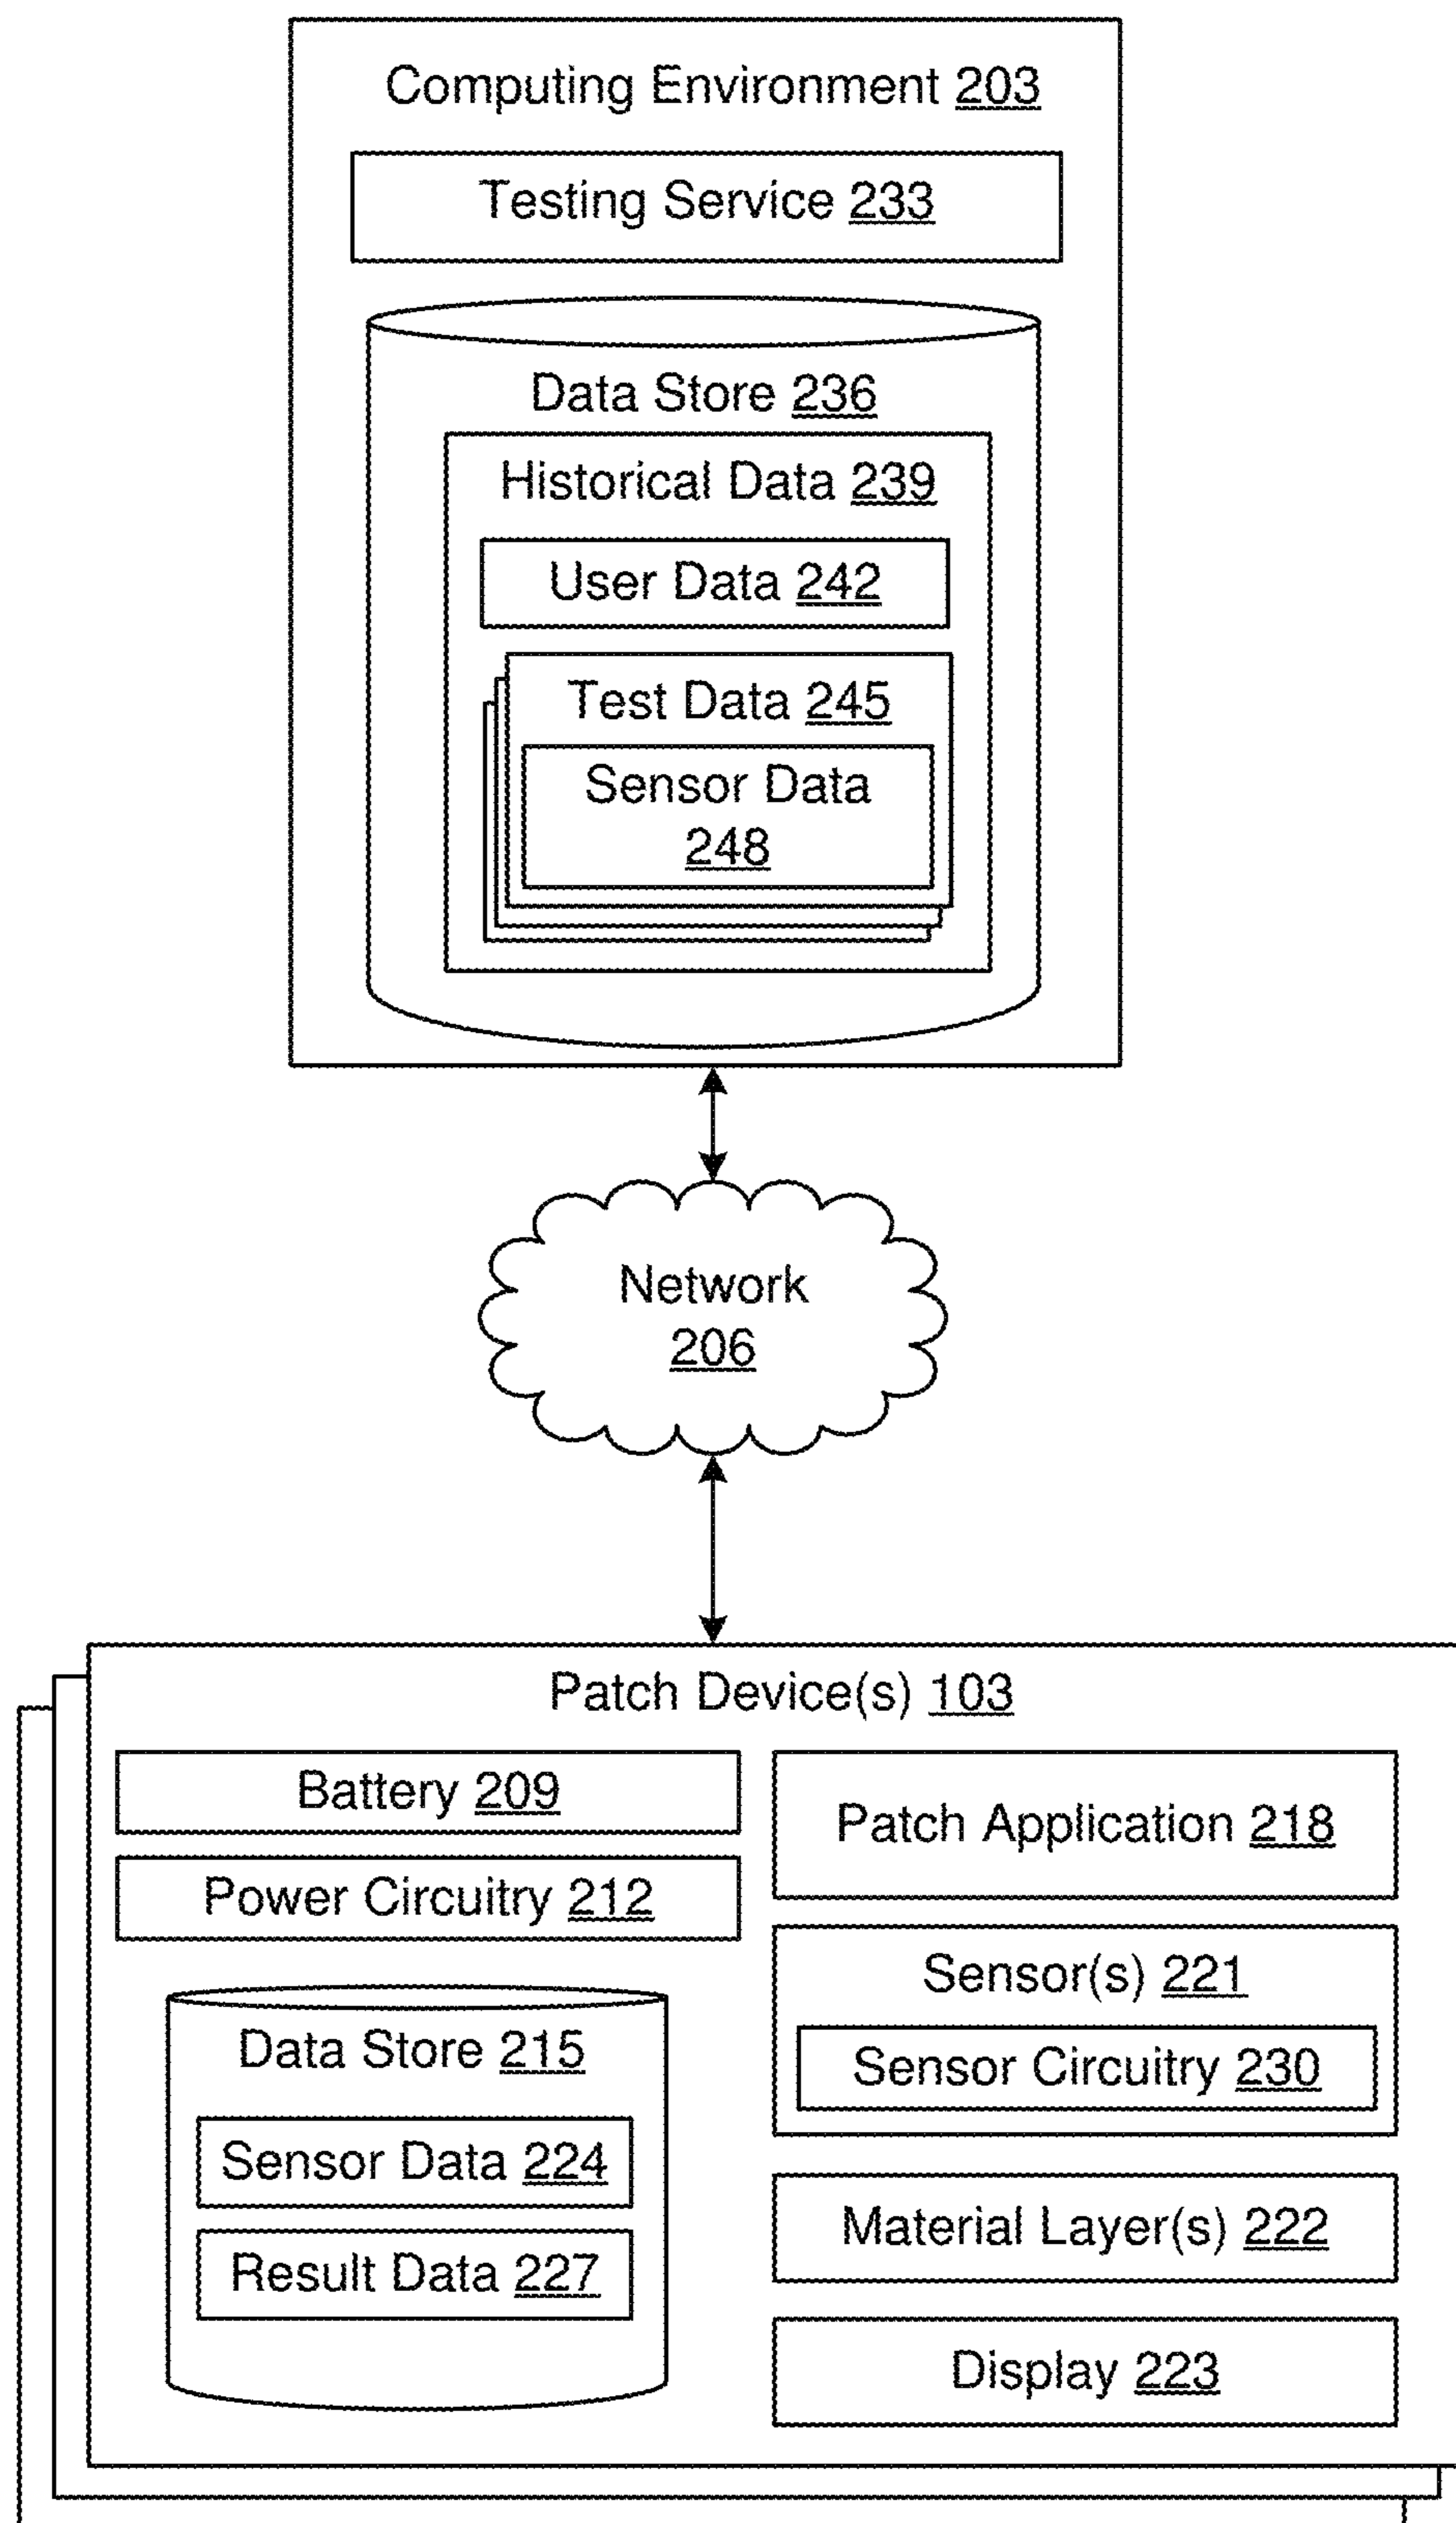 Computing Environment 203
Testing Service 233
Data Store 236
Historical Data 239
User Data 242
Test Data 245
Sensor Data
248
Network
206
Patch Device(s) 103
Battery 209
Power Circuitry 212
Data Store 215
Sensor Data 224
Result Data 227
Patch Application 218
Sensor(s) 221
Sensor Circuitry 230
Material Layer(s) 222
Display 223